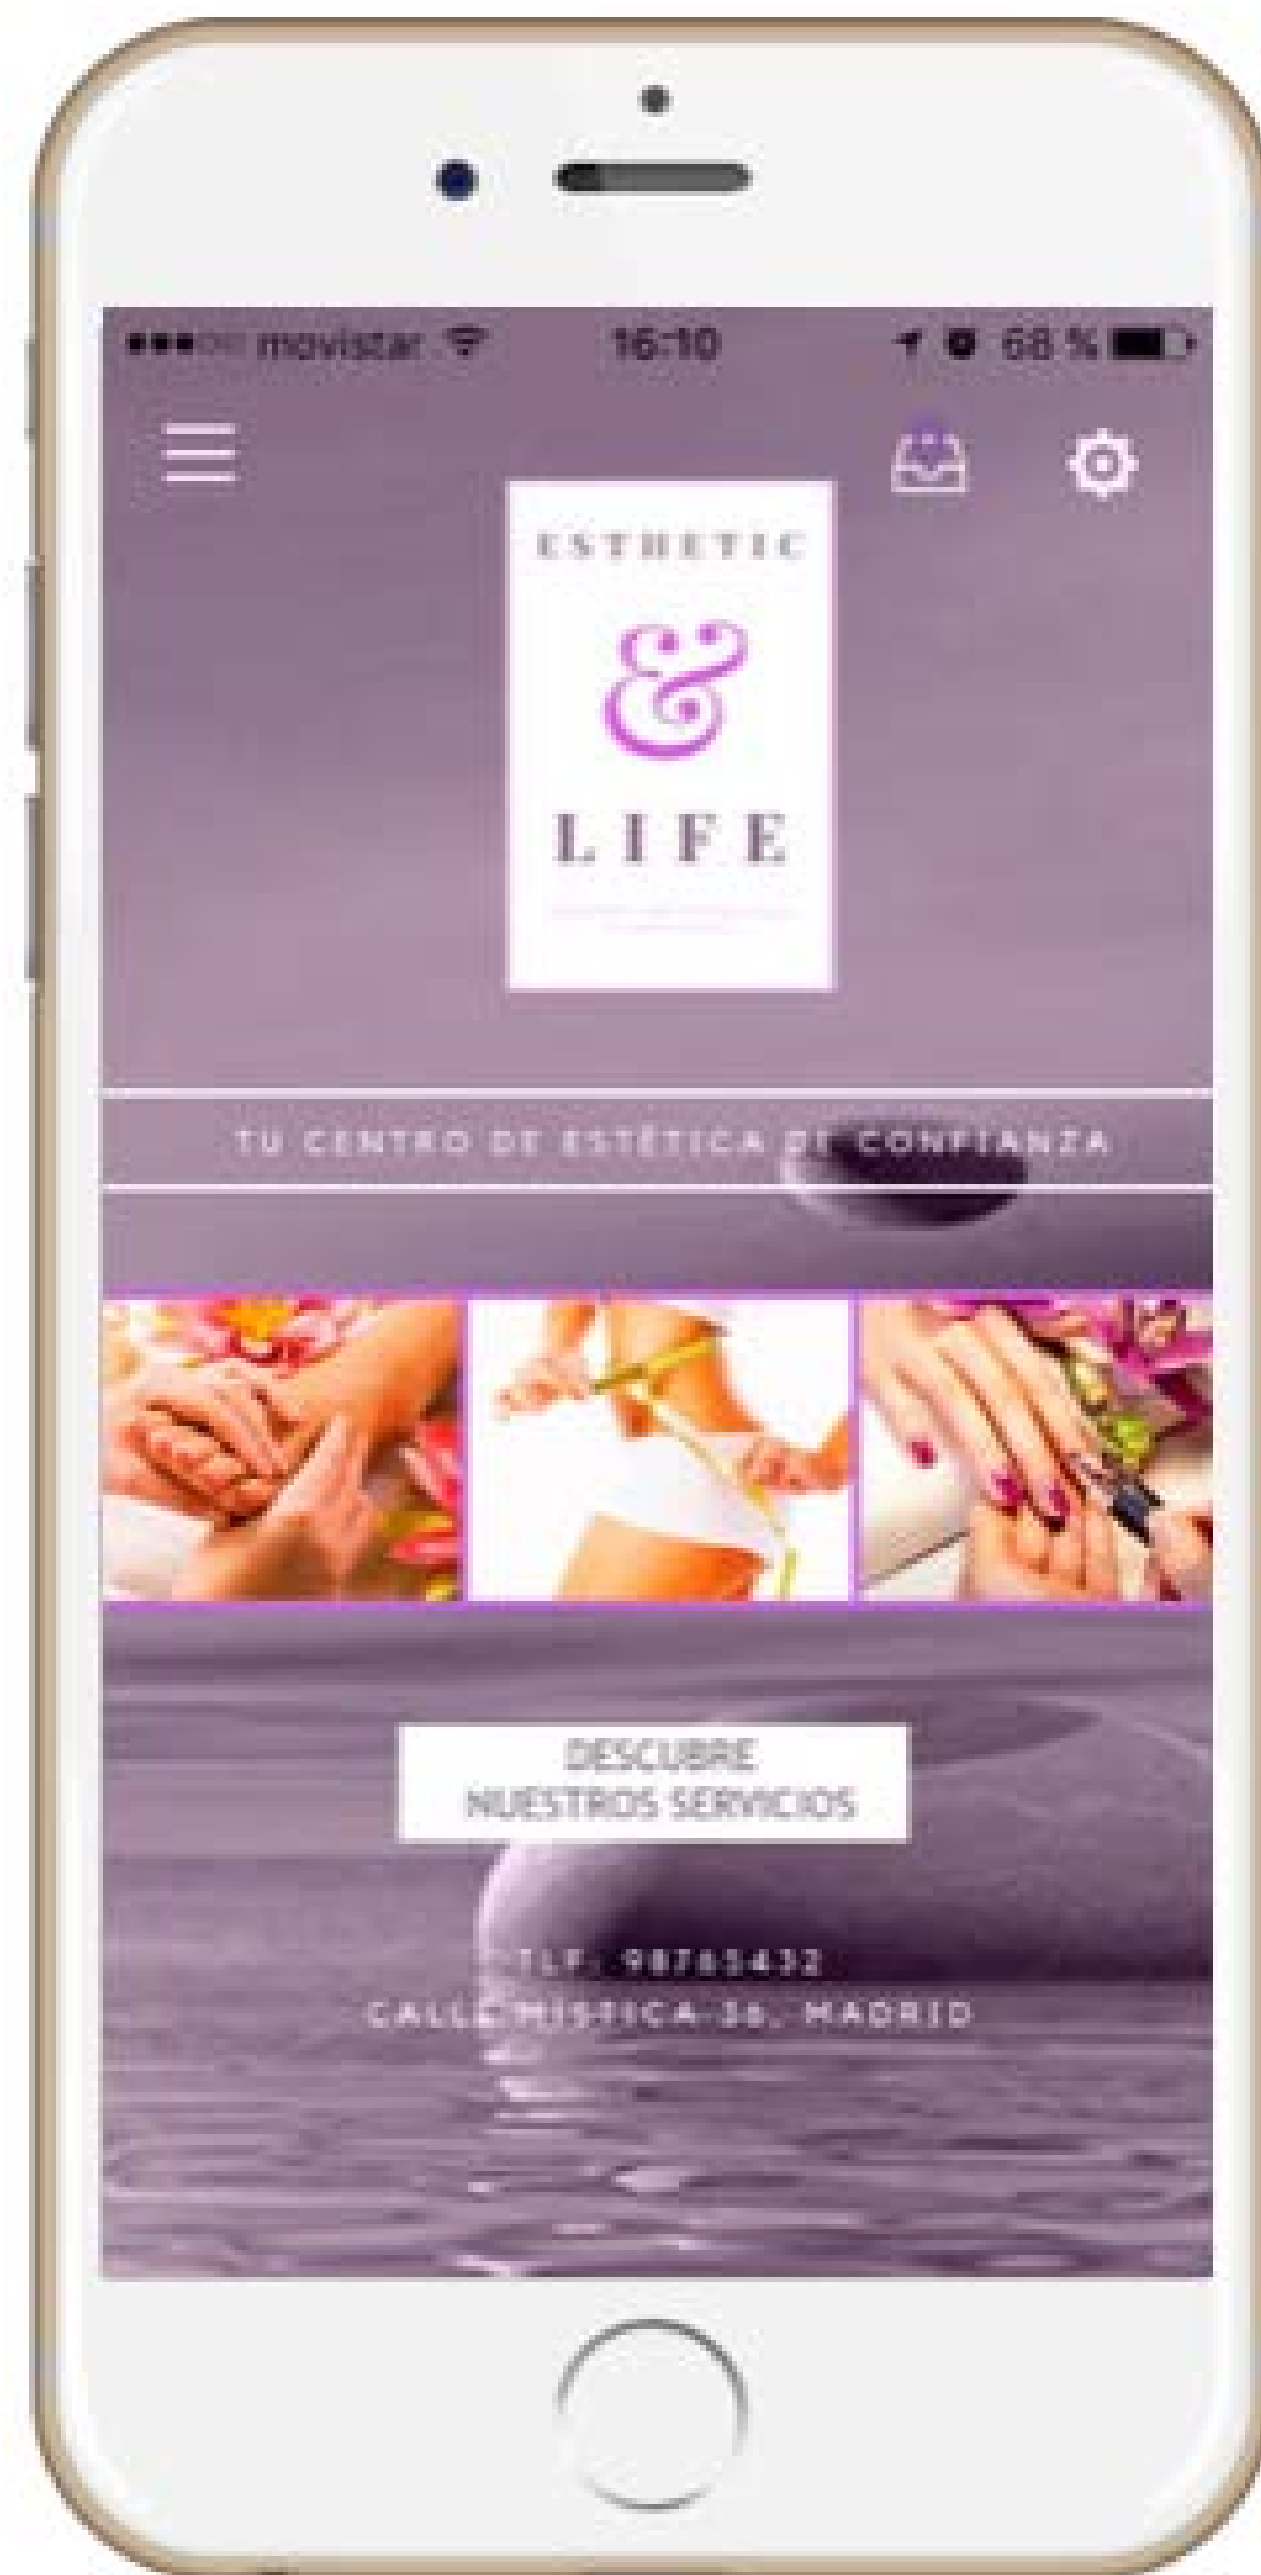 movistar 16:10 68 %
ESTHETIC
&
LIFE
TU CENTRO DE ESTÉTICA DE CONFIANZA
DESCUBRE
NUESTROS SERVICIOS
TLF: 98765432
CALLE MÍSTICA 36, MADRID